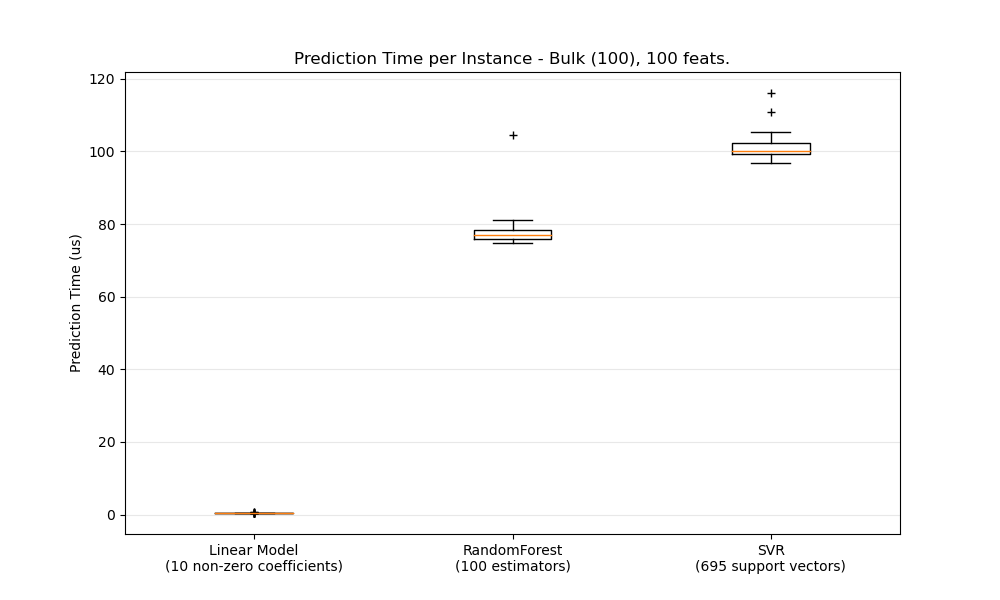 Prediction Time per Instance - Bulk (100), 100 feats.
120
100
80
60
40
20
0
Prediction Time (us)
Linear Model
(10 non-zero coefficients)
RandomForest
(100 estimators)
SVR
(695 support vectors)